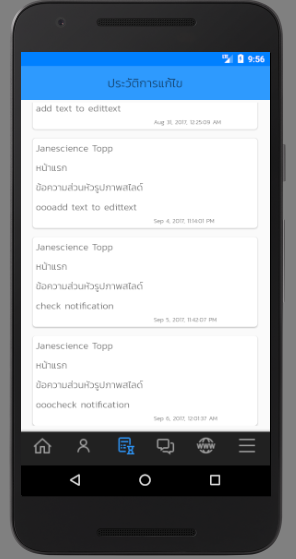 9:56
ประวัติการแก้ไข
add text to edittext
Aug 31, 2017, 12:25:09 AM
Janescience Topp
หน้าแรก
ข้อความส่วนหัวรูปภาพสไลด์
oooadd text to edittext
Sep 4, 2017, 11:14:01 PM
Janescience Topp
หน้าแรก
ข้อความส่วนหัวรูปภาพสไลด์
check notification
Sep 5, 2017, 11:42:07 PM
Janescience Topp
หน้าแรก
ข้อความส่วนหัวรูปภาพสไลด์
ooocheck notification
Sep 6, 2017, 12:01:37 AM
www